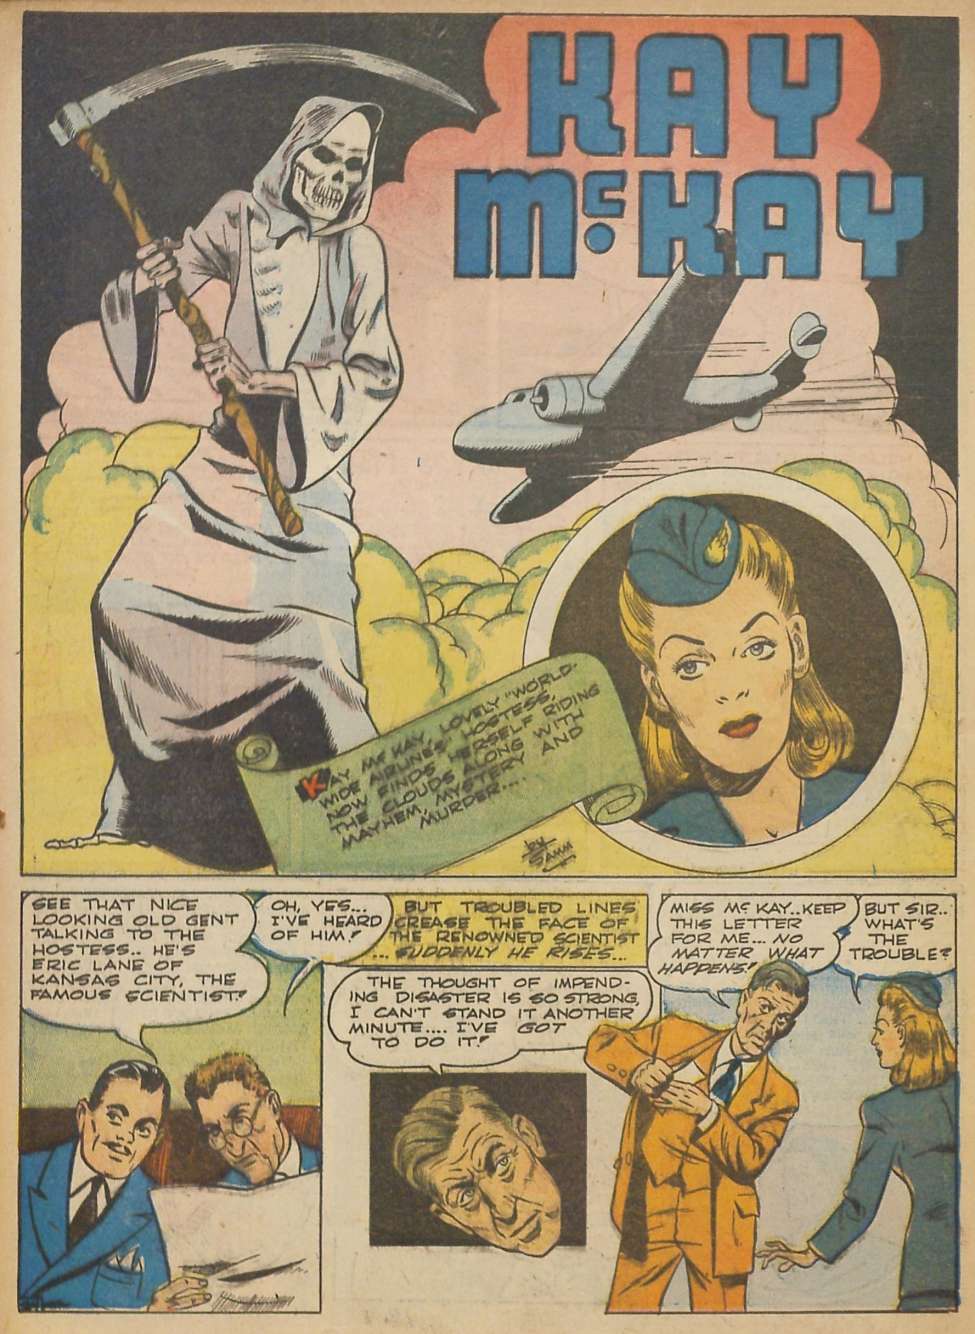 KAY
McKAY
KAY McKAY, LOVELY "WORLD-
WIDE AIRLINES" HOSTESS,
NOW FINDS HERSELF RIDING
THE CLOUDS ALONG WITH
MAYHEM, MYSTERY AND
MURDER...
by
SAMM
SEE THAT NICE
LOOKING OLD GENT
TALKING TO THE
HOSTESS.. HE'S
ERIC LANE OF
KANSAS CITY, THE
FAMOUS SCIENTIST!
OH, YES...
I'VE HEARD
OF HIM!
BUT TROUBLED LINES
CREASE THE FACE OF
THE RENOWNED SCIENTIST
... SUDDENLY HE RISES...
THE THOUGHT OF IMPEND-
ING DISASTER IS SO STRONG,
I CAN'T STAND IT ANOTHER
MINUTE.... I'VE GOT
TO DO IT!
MISS McKAY..KEEP
THIS LETTER
FOR ME... NO
MATTER WHAT
HAPPENS!
BUT SIR..
WHAT'S
THE
TROUBLE?